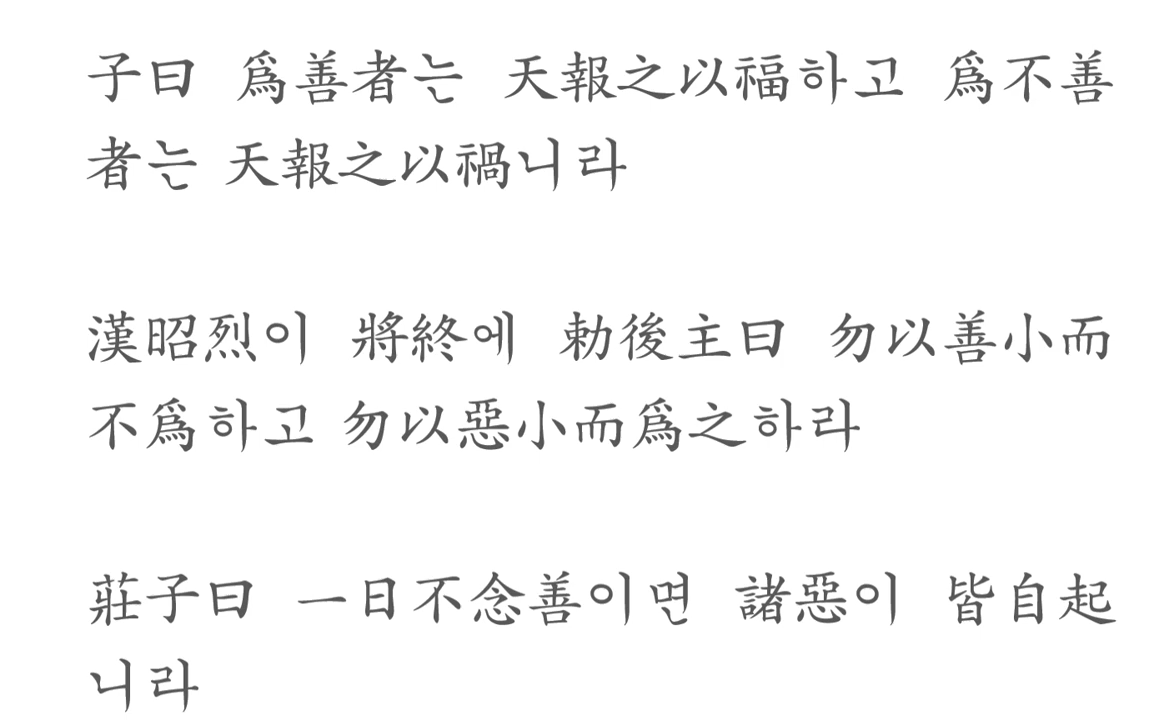 子曰 爲善者는 天報之以福하고 爲不善
者는 天報之以禍니라
漢昭烈이 將終에 勅後主曰 勿以善小而
不爲하고 勿以惡小而爲之하라
莊子曰 一日不念善이면 諸惡이 皆自起
니라